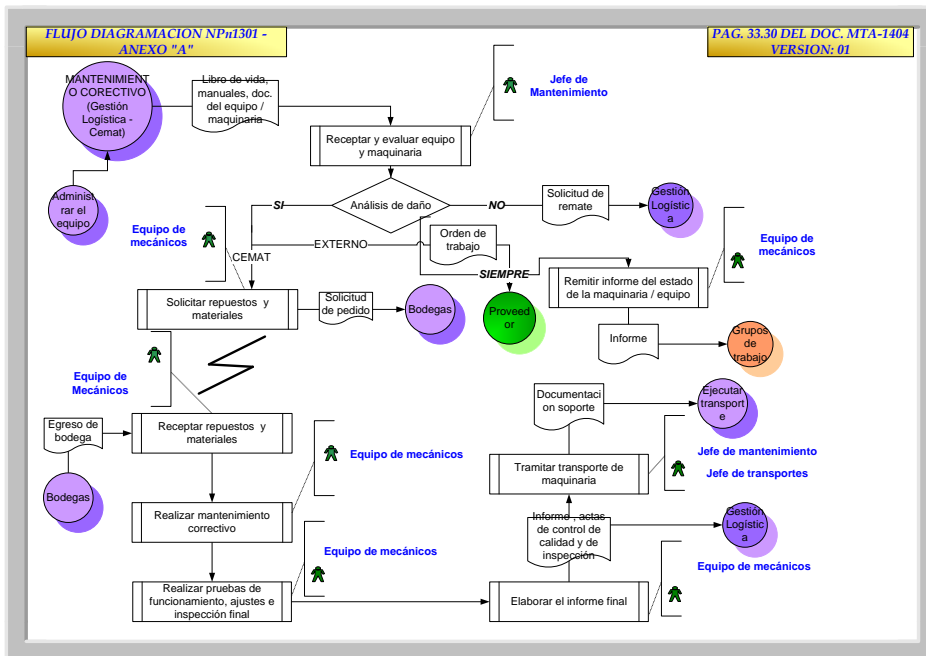 FLUJO DIAGRAMACION NPn1301 -
ANEXO "A"
PAG. 33.30 DEL DOC. MTA-1404
VERSION: 01
MANTENIMIENT
O CORECTIVO
(Gestión
Logística -
Cemat)
Libro de vida,
manuales, doc.
del equipo /
maquinaria
Jefe de
Mantenimiento
Receptar y evaluar equipo
y maquinaria
Administ
rar el
equipo
SI
Análisis de daño
NO
Solicitud de
remate
Gestión
Logístic
a
Equipo de
mecánicos
EXTERNO
Orden de
trabajo
Equipo de
mecánicos
CEMAT
SIEMPRE
Remitir informe del estado
de la maquinaria / equipo
Solicitar repuestos y
materiales
Solicitud
de pedido
Bodegas
Proveed
or
Informe
Grupos
de
trabajo
Equipo de
Mecánicos
Documentaci
on soporte
Ejecutar
transport
e
Egreso de
bodega
Receptar repuestos y
materiales
Equipo de mecánicos
Jefe de mantenimiento
Tramitar transporte de
maquinaria
Jefe de transportes
Bodegas
Realizar mantenimiento
correctivo
Informe , actas
de control de
calidad y de
inspección
Gestión
Logístic
a
Equipo de mecánicos
Equipo de mecánicos
Realizar pruebas de
funcionamiento, ajustes e
inspección final
Elaborar el informe final